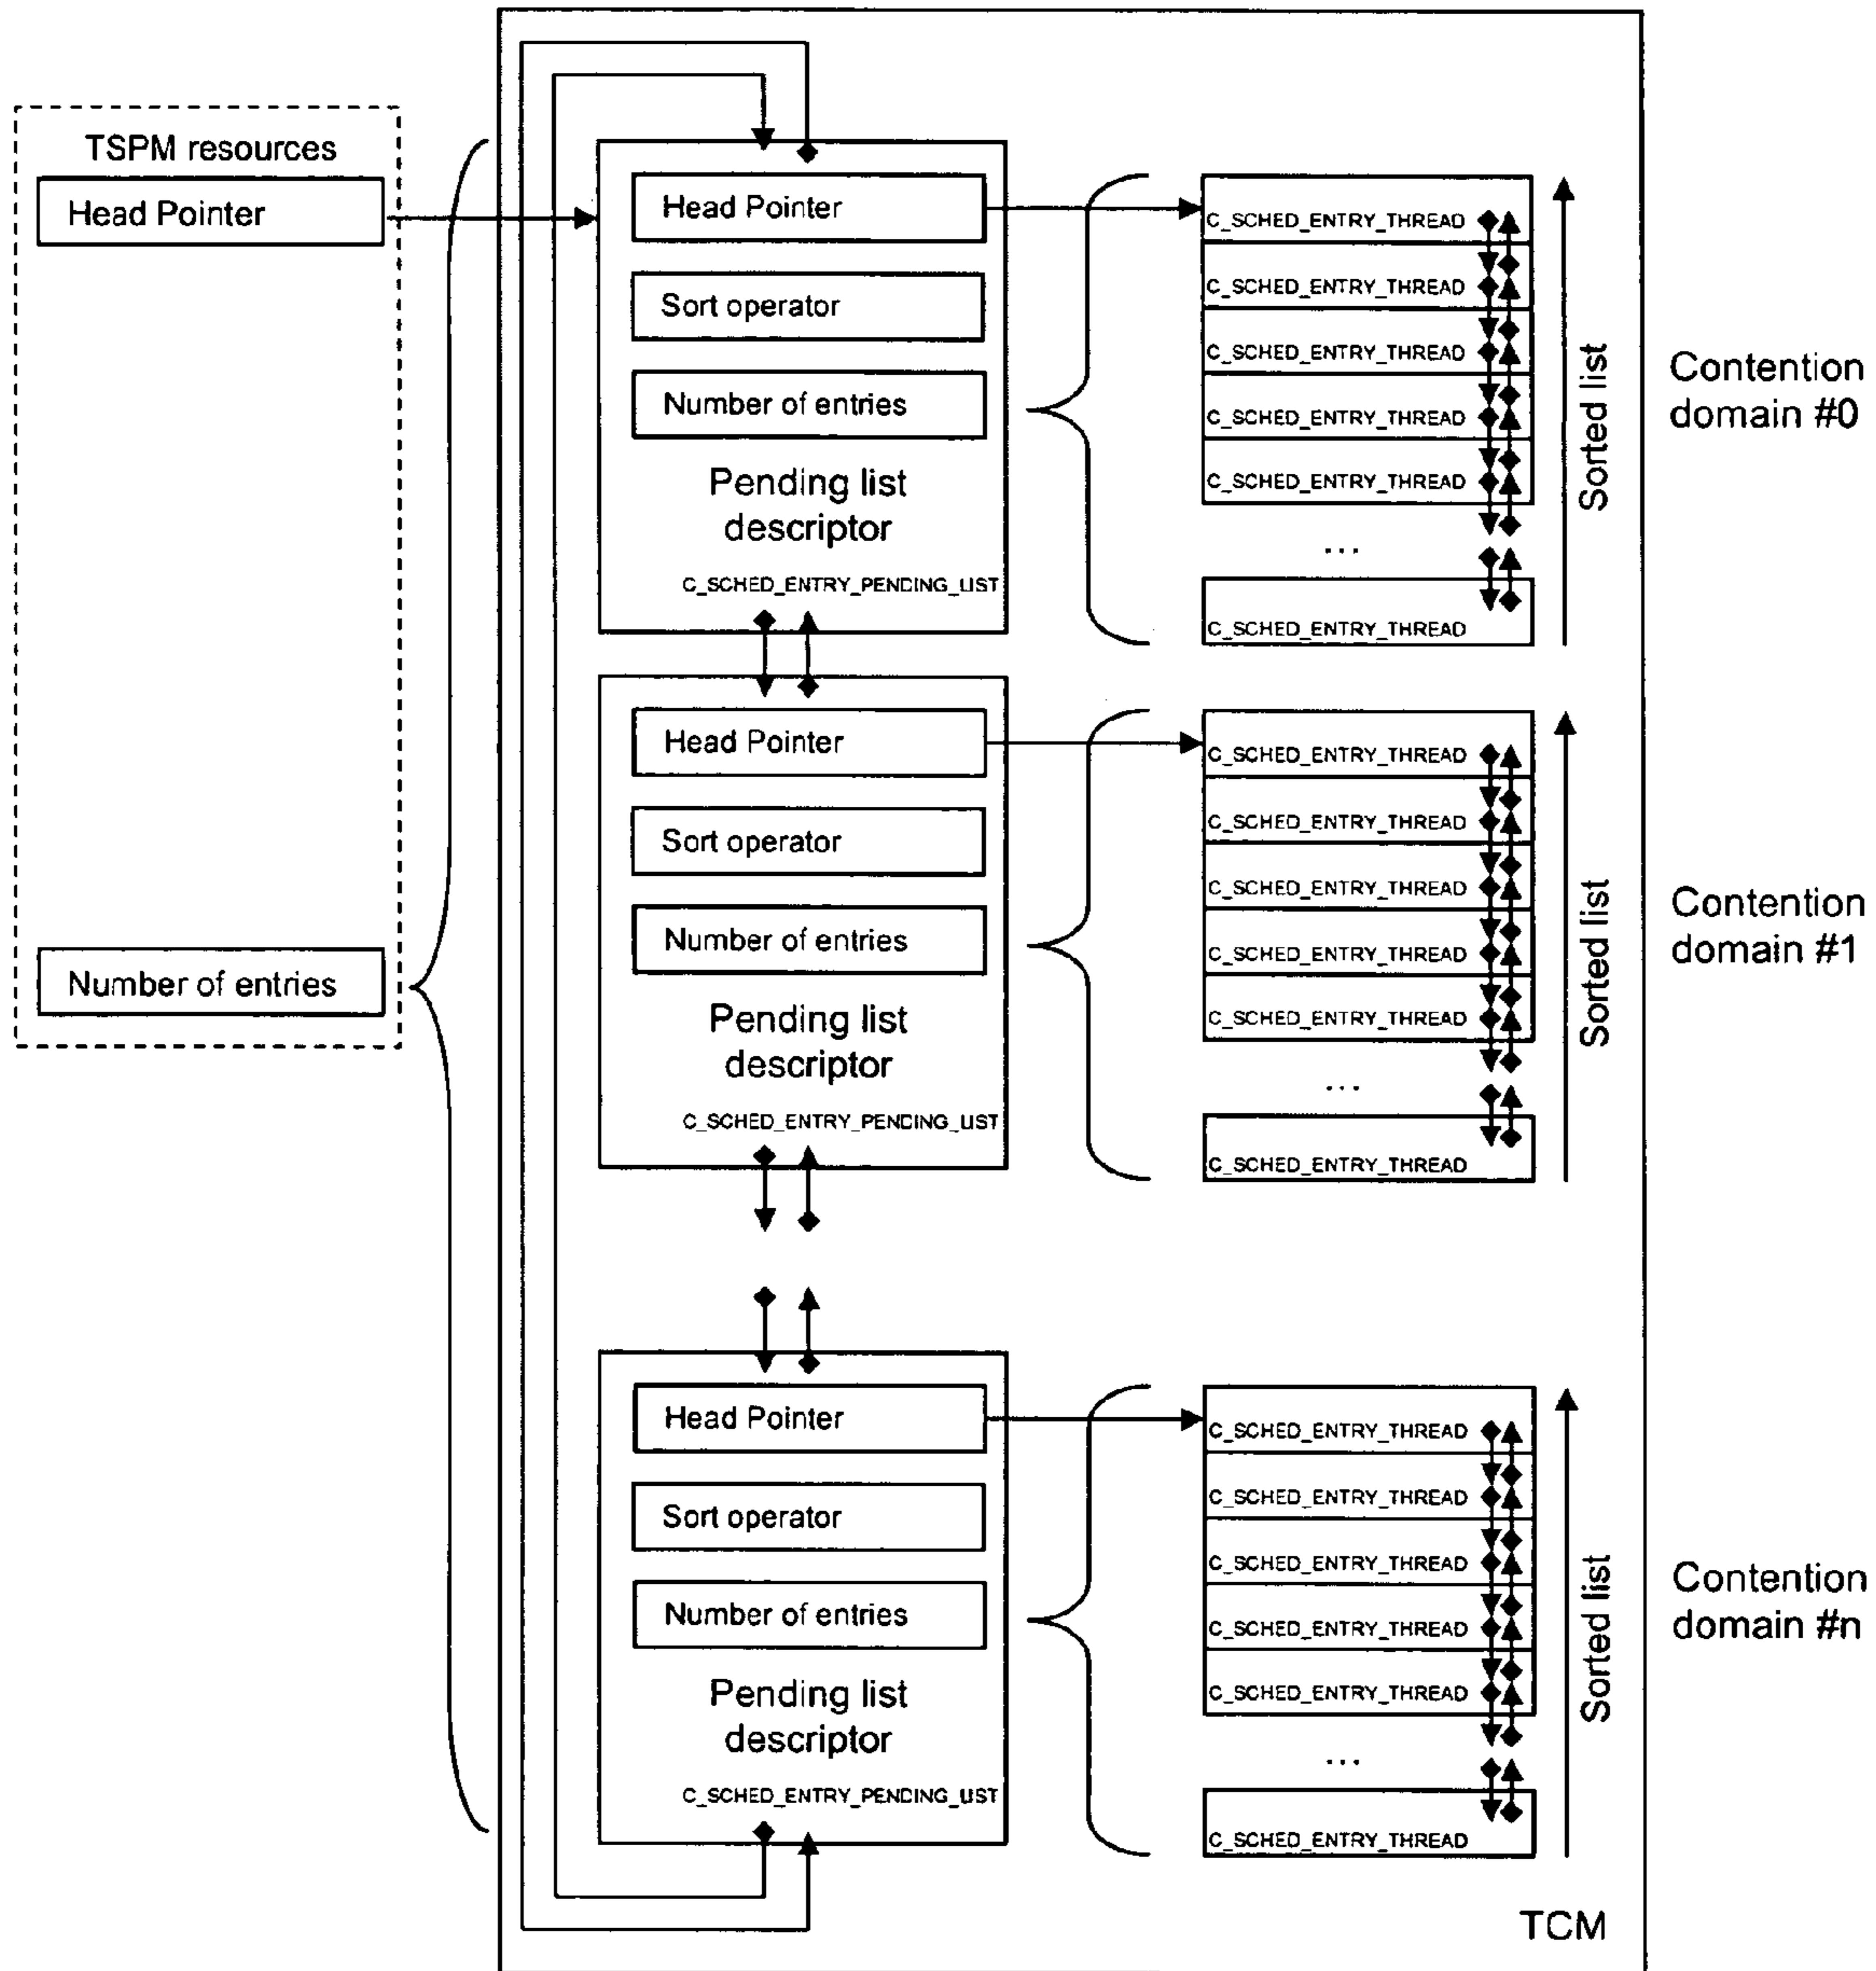 TSPM resources
Head Pointer
Number of entries
Head Pointer
Sort operator
Number of entries
Pending list
descriptor
C_SCHED_ENTRY_PENDING_LIST
C_SCHED_ENTRY_THREAD
C_SCHED_ENTRY_THREAD
C_SCHED_ENTRY_THREAD
C_SCHED_ENTRY_THREAD
C_SCHED_ENTRY_THREAD
...
C_SCHED_ENTRY_THREAD
Sorted list
Contention
domain #0
Head Pointer
Sort operator
Number of entries
Pending list
descriptor
C_SCHED_ENTRY_PENDING_LIST
C_SCHED_ENTRY_THREAD
C_SCHED_ENTRY_THREAD
C_SCHED_ENTRY_THREAD
C_SCHED_ENTRY_THREAD
C_SCHED_ENTRY_THREAD
...
C_SCHED_ENTRY_THREAD
Sorted list
Contention
domain #1
Head Pointer
Sort operator
Number of entries
Pending list
descriptor
C_SCHED_ENTRY_PENDING_LIST
C_SCHED_ENTRY_THREAD
C_SCHED_ENTRY_THREAD
C_SCHED_ENTRY_THREAD
C_SCHED_ENTRY_THREAD
C_SCHED_ENTRY_THREAD
...
C_SCHED_ENTRY_THREAD
Sorted list
Contention
domain #n
TCM